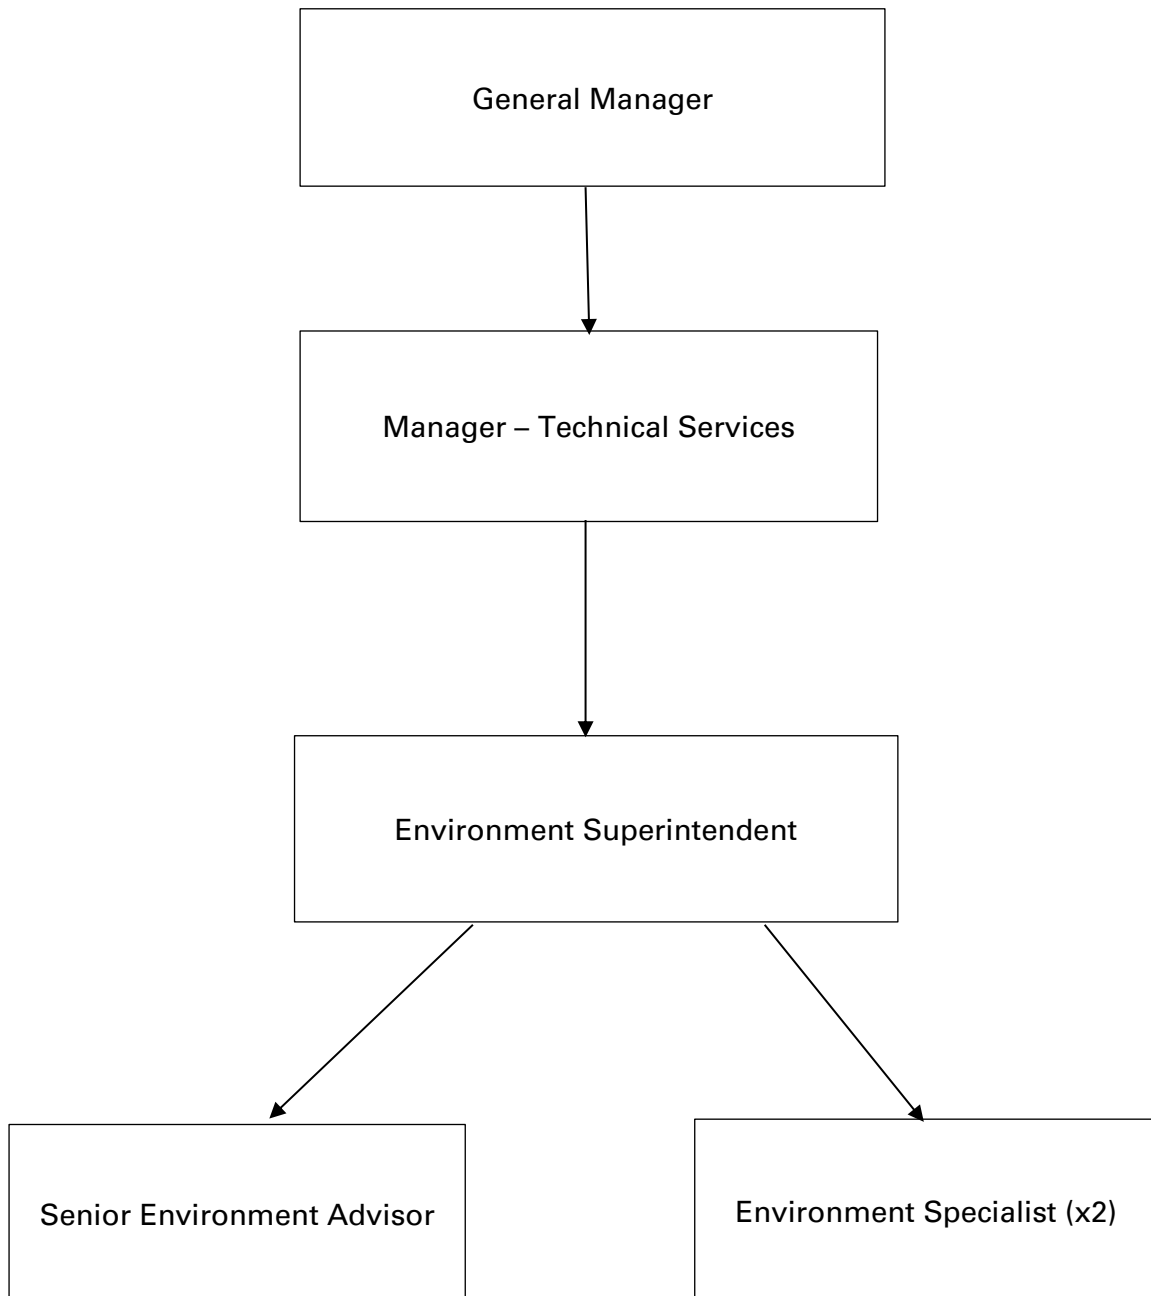 General Manager
Manager – Technical Services
Environment Superintendent
Senior Environment Advisor
Environment Specialist (x2)